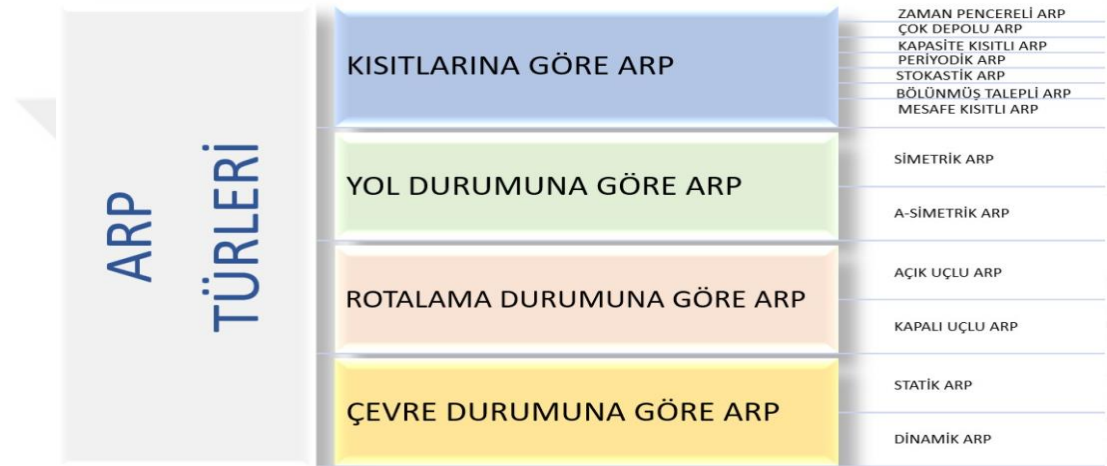 ARP
TÜRLERİ
KISITLARINA GÖRE ARP
ZAMAN PENCERELİ ARP
ÇOK DEPOLU ARP
KAPASİTE KISITLI ARP
PERİYODİK ARP
STOKASTİK ARP
BÖLÜNMÜŞ TALEPLİ ARP
MESAFE KISITLI ARP
YOL DURUMUNA GÖRE ARP
SİMETRİK ARP
A-SİMETRİK ARP
ROTALAMA DURUMUNA GÖRE ARP
AÇIK UÇLU ARP
KAPALI UÇLU ARP
ÇEVRE DURUMUNA GÖRE ARP
STATİK ARP
DİNAMİK ARP